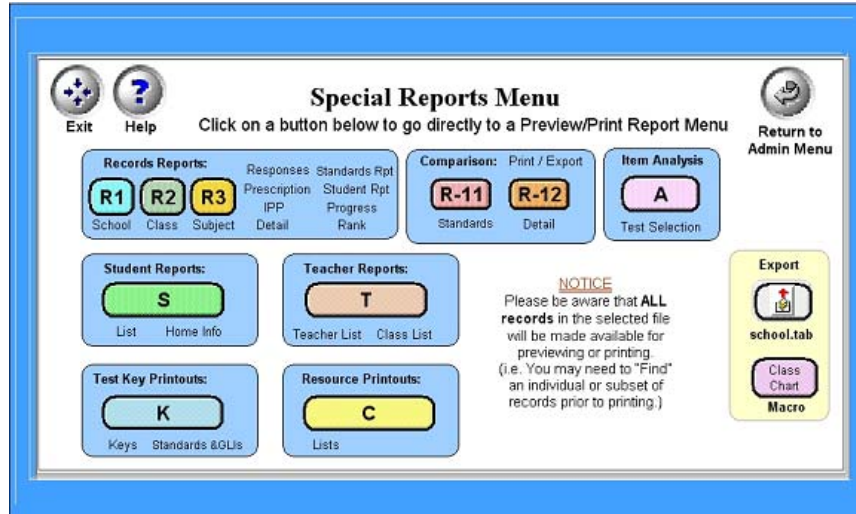 Special Reports Menu
Click on a button below to go directly to a Preview/Print Report Menu
Exit
Help
Return to
Admin Menu
Records Reports:
R1
R2
R3
School
Class
Subject
Responses
Standards Rpt
Prescription
Student Rpt
IPP
Progress
Detail
Rank
Comparison:
Print / Export
R-11
R-12
Standards
Detail
Item Analysis
A
Test Selection
Student Reports:
S
List
Home Info
Teacher Reports:
T
Teacher List
Class List
NOTICE
Please be aware that ALL
records in the selected file
will be made available for
previewing or printing.
(i.e. You may need to "Find"
an individual or subset of
records prior to printing.)
Export
school.tab
Class
Chart
Macro
Test Key Printouts:
K
Keys
Standards &GLIs
Resource Printouts:
C
Lists